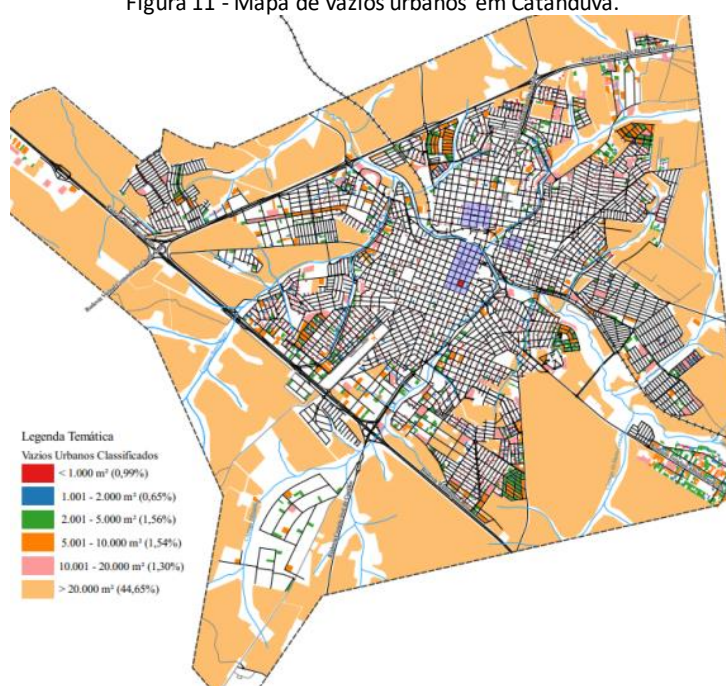 Figura 11 - Mapa de vazios urbanos em Catanduva.
Legenda Temática
Vazios Urbanos Classificados
< 1.000 m² (0,99%)
1.001 - 2.000 m² (0,65%)
2.001 - 5.000 m² (1,56%)
5.001 - 10.000 m² (1,54%)
10.001 - 20.000 m² (1,30%)
> 20.000 m² (44,65%)